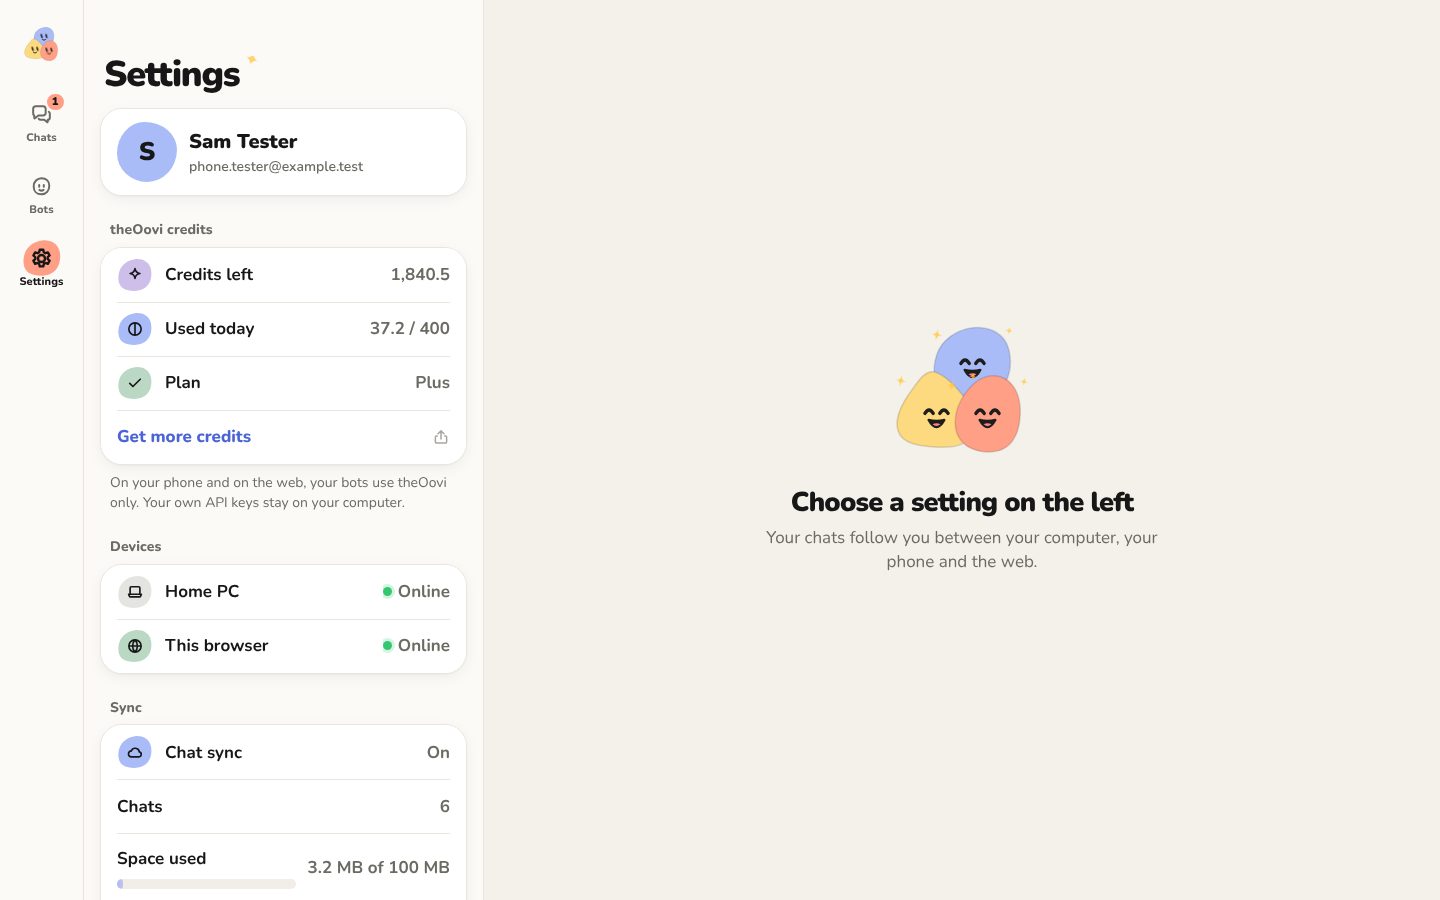 1
Chats
Bots
Settings
Settings
S
Sam Tester
phone.tester@example.test
theOovi credits
Credits left 1,840.5
Used today 37.2 / 400
Plan Plus
Get more credits
On your phone and on the web, your bots use theOovi
only. Your own API keys stay on your computer.
Devices
Home PC Online
This browser Online
Sync
Chat sync On
Chats 6
Space used 3.2 MB of 100 MB
Choose a setting on the left
Your chats follow you between your computer, your
phone and the web.